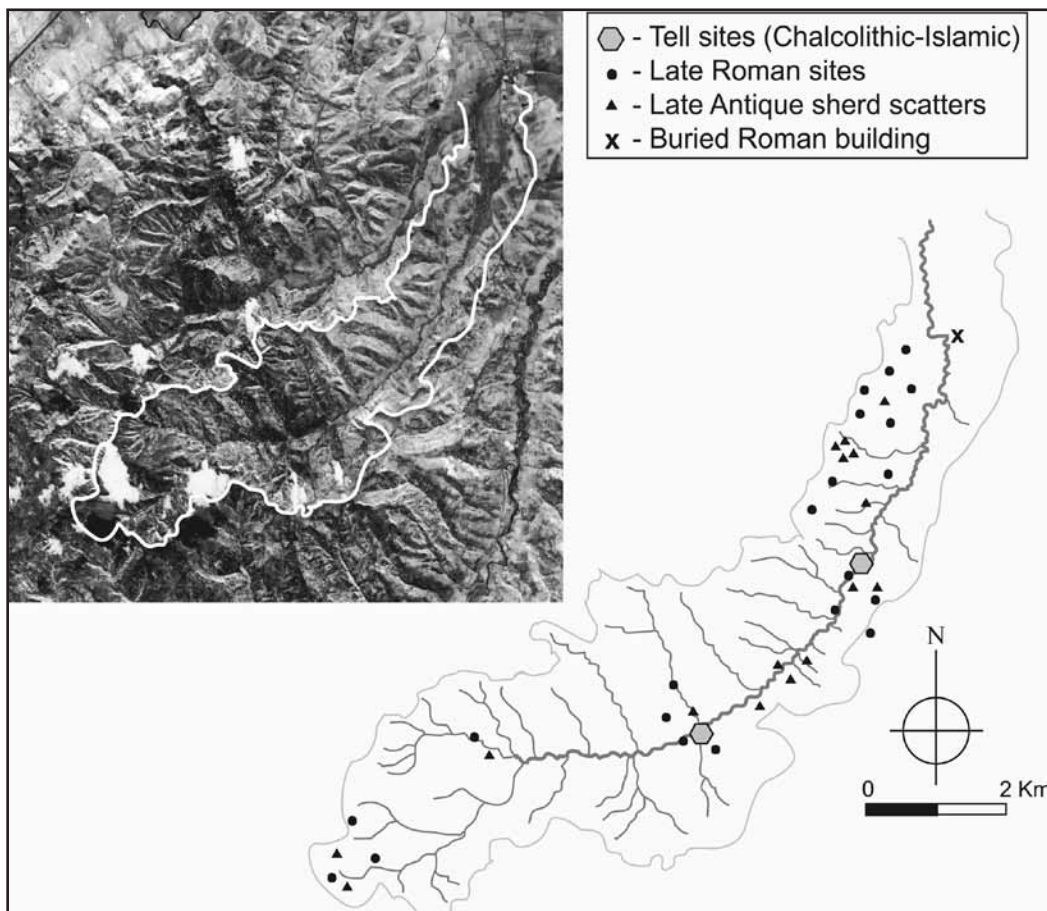 - Tell sites (Chalcolithic-Islamic)
- Late Roman sites
- Late Antique sherd scatters
x - Buried Roman building
x
N
0 2 Km